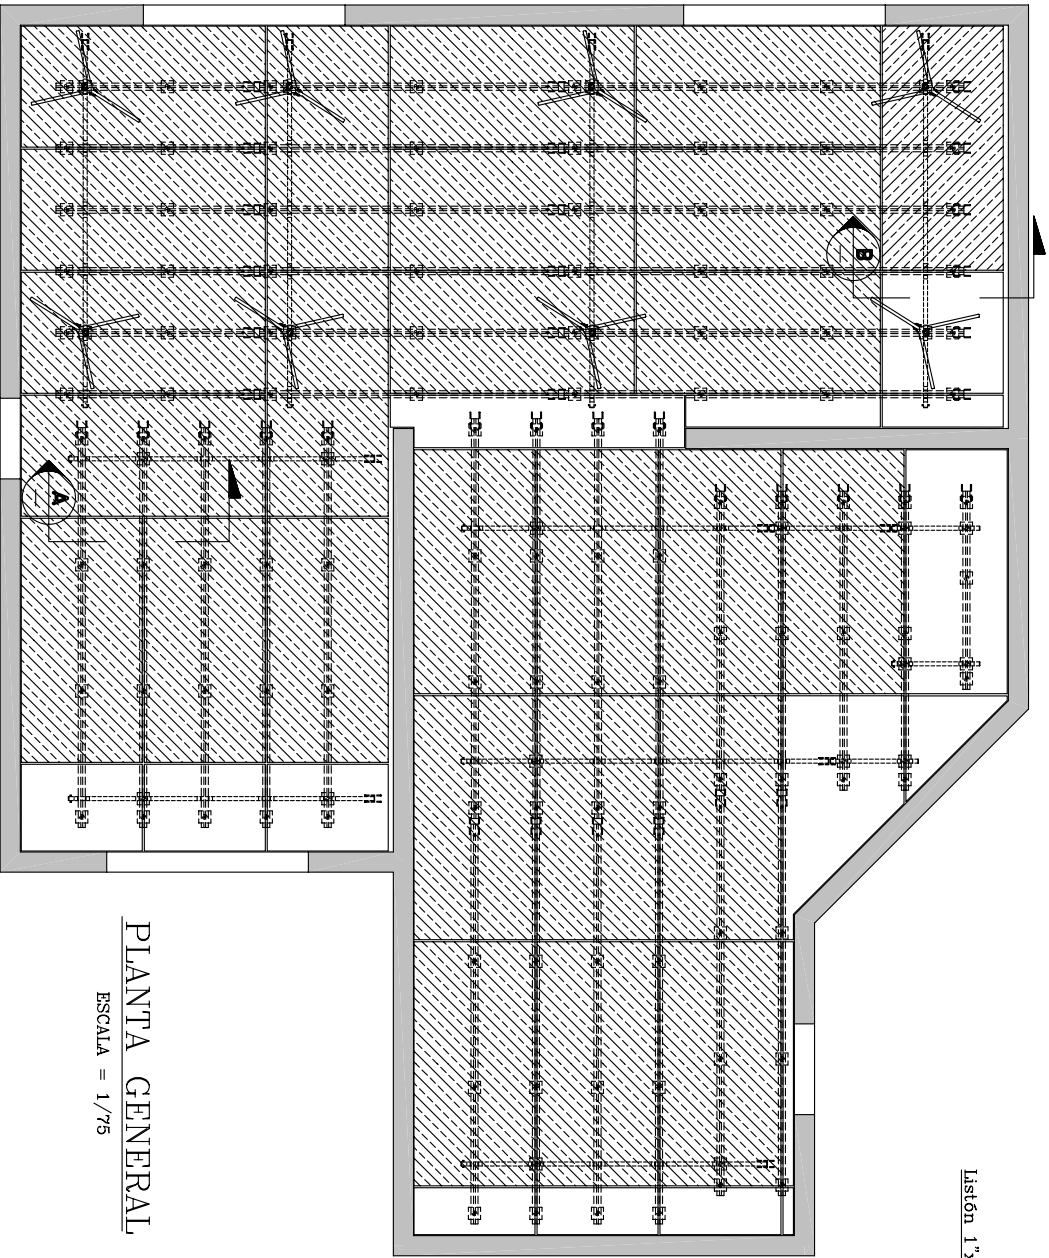 B
A
PLANTA GENERAL
ESCALA = 1/75
Listón 1"